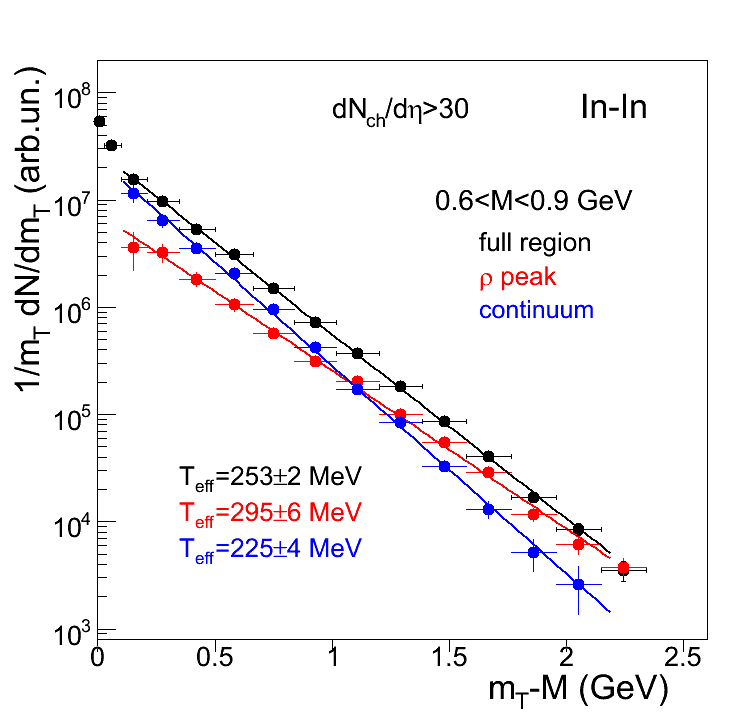 1/m_T dN/dm_T (arb.un.)
10^8
10^7
10^6
10^5
10^4
10^3
dN_ch/dη>30
In-In
0.6<M<0.9 GeV
full region
ρ peak
continuum
T_eff=253±2 MeV
T_eff=295±6 MeV
T_eff=225±4 MeV
0 0.5 1 1.5 2 2.5
m_T-M (GeV)